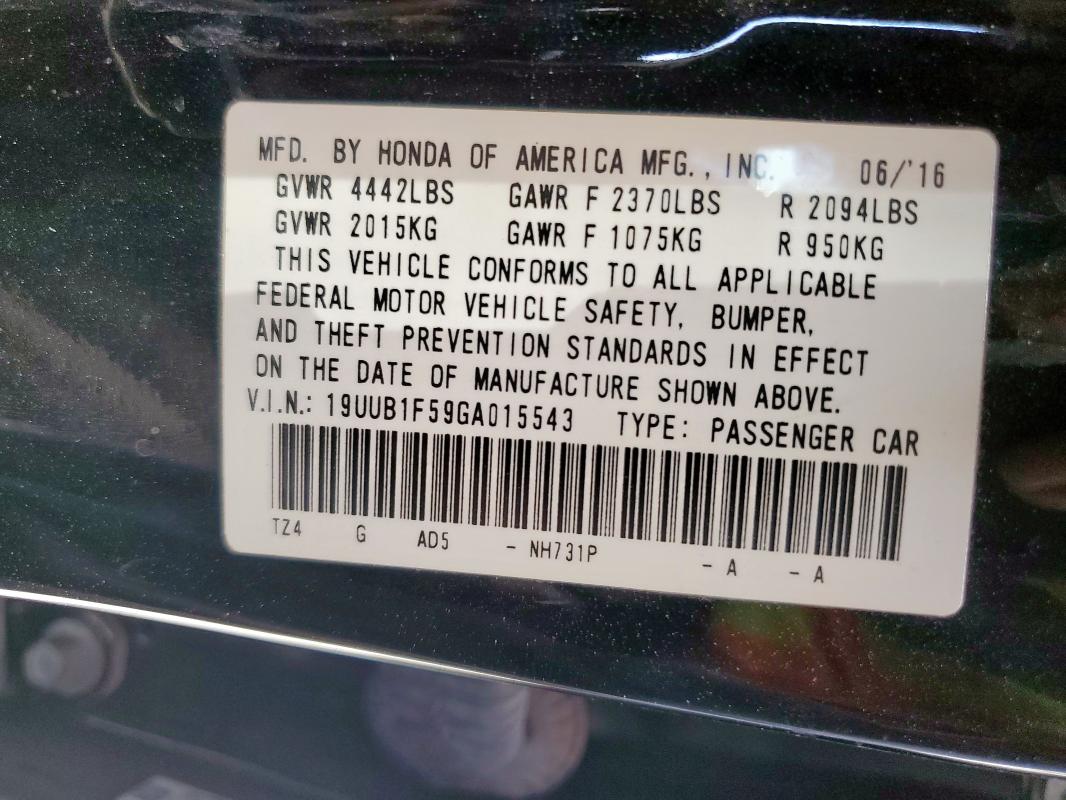 MFD. BY HONDA OF AMERICA MFG., INC. 06/'16
GVWR 4442LBS GAWR F 2370LBS R 2094LBS
GVWR 2015KG GAWR F 1075KG R 950KG
THIS VEHICLE CONFORMS TO ALL APPLICABLE
FEDERAL MOTOR VEHICLE SAFETY, BUMPER,
AND THEFT PREVENTION STANDARDS IN EFFECT
ON THE DATE OF MANUFACTURE SHOWN ABOVE.
V.I.N.: 19UUB1F59GA015543 TYPE: PASSENGER CAR
TZ4 G AD5 - NH731P - A - A